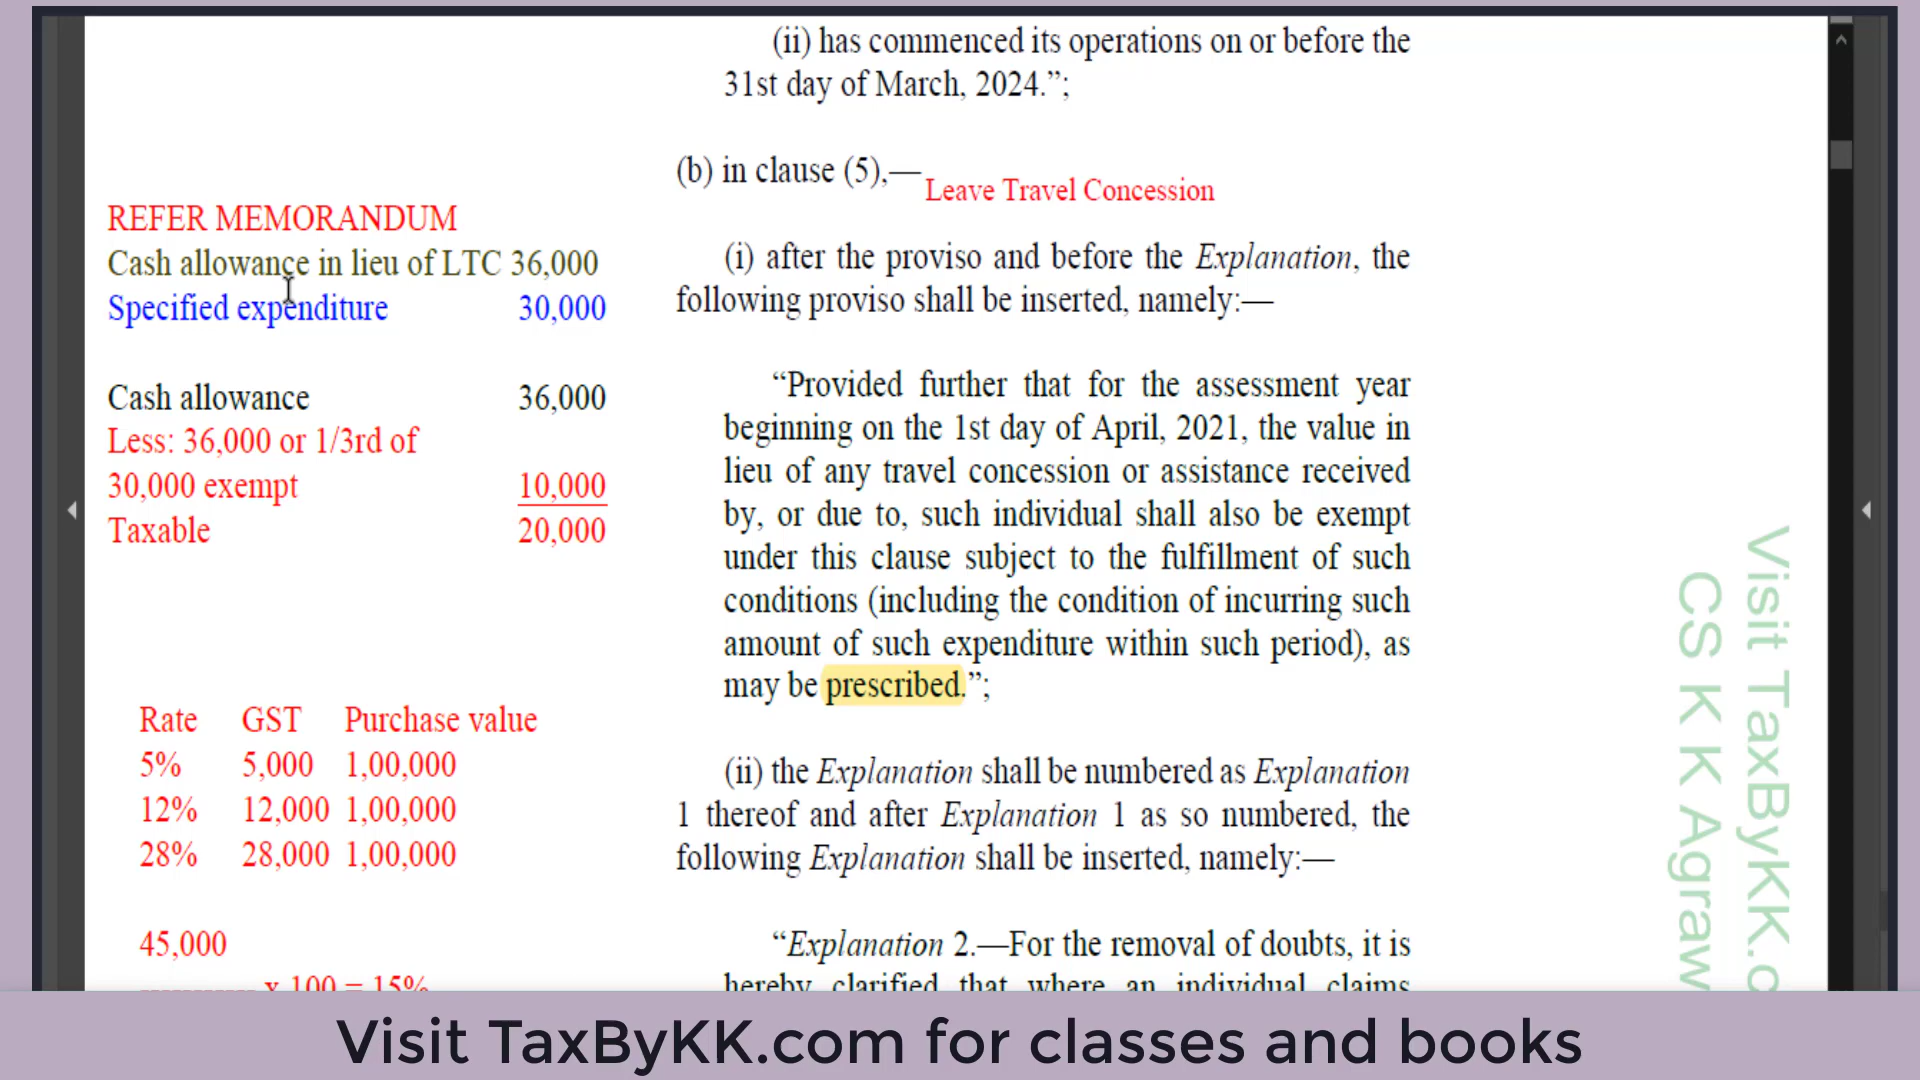 (ii) has commenced its operations on or before the
31st day of March, 2024.”;
(b) in clause (5),—
Leave Travel Concession
(i) after the proviso and before the Explanation, the
following proviso shall be inserted, namely:—
“Provided further that for the assessment year
beginning on the 1st day of April, 2021, the value in
lieu of any travel concession or assistance received
by, or due to, such individual shall also be exempt
under this clause subject to the fulfillment of such
conditions (including the condition of incurring such
amount of such expenditure within such period), as
may be prescribed.”;
(ii) the Explanation shall be numbered as Explanation
1 thereof and after Explanation 1 as so numbered, the
following Explanation shall be inserted, namely:—
“Explanation 2.—For the removal of doubts, it is
hereby clarified that where an individual claims
REFER MEMORANDUM
Cash allowance in lieu of LTC 36,000
Specified expenditure 30,000
Cash allowance 36,000
Less: 36,000 or 1/3rd of
30,000 exempt 10,000
Taxable 20,000
Rate GST Purchase value
5% 5,000 1,00,000
12% 12,000 1,00,000
28% 28,000 1,00,000
45,000
------------- x 100 = 15%
Visit TaxByKK.c
CS K K Agraw
Visit TaxByKK.com for classes and books